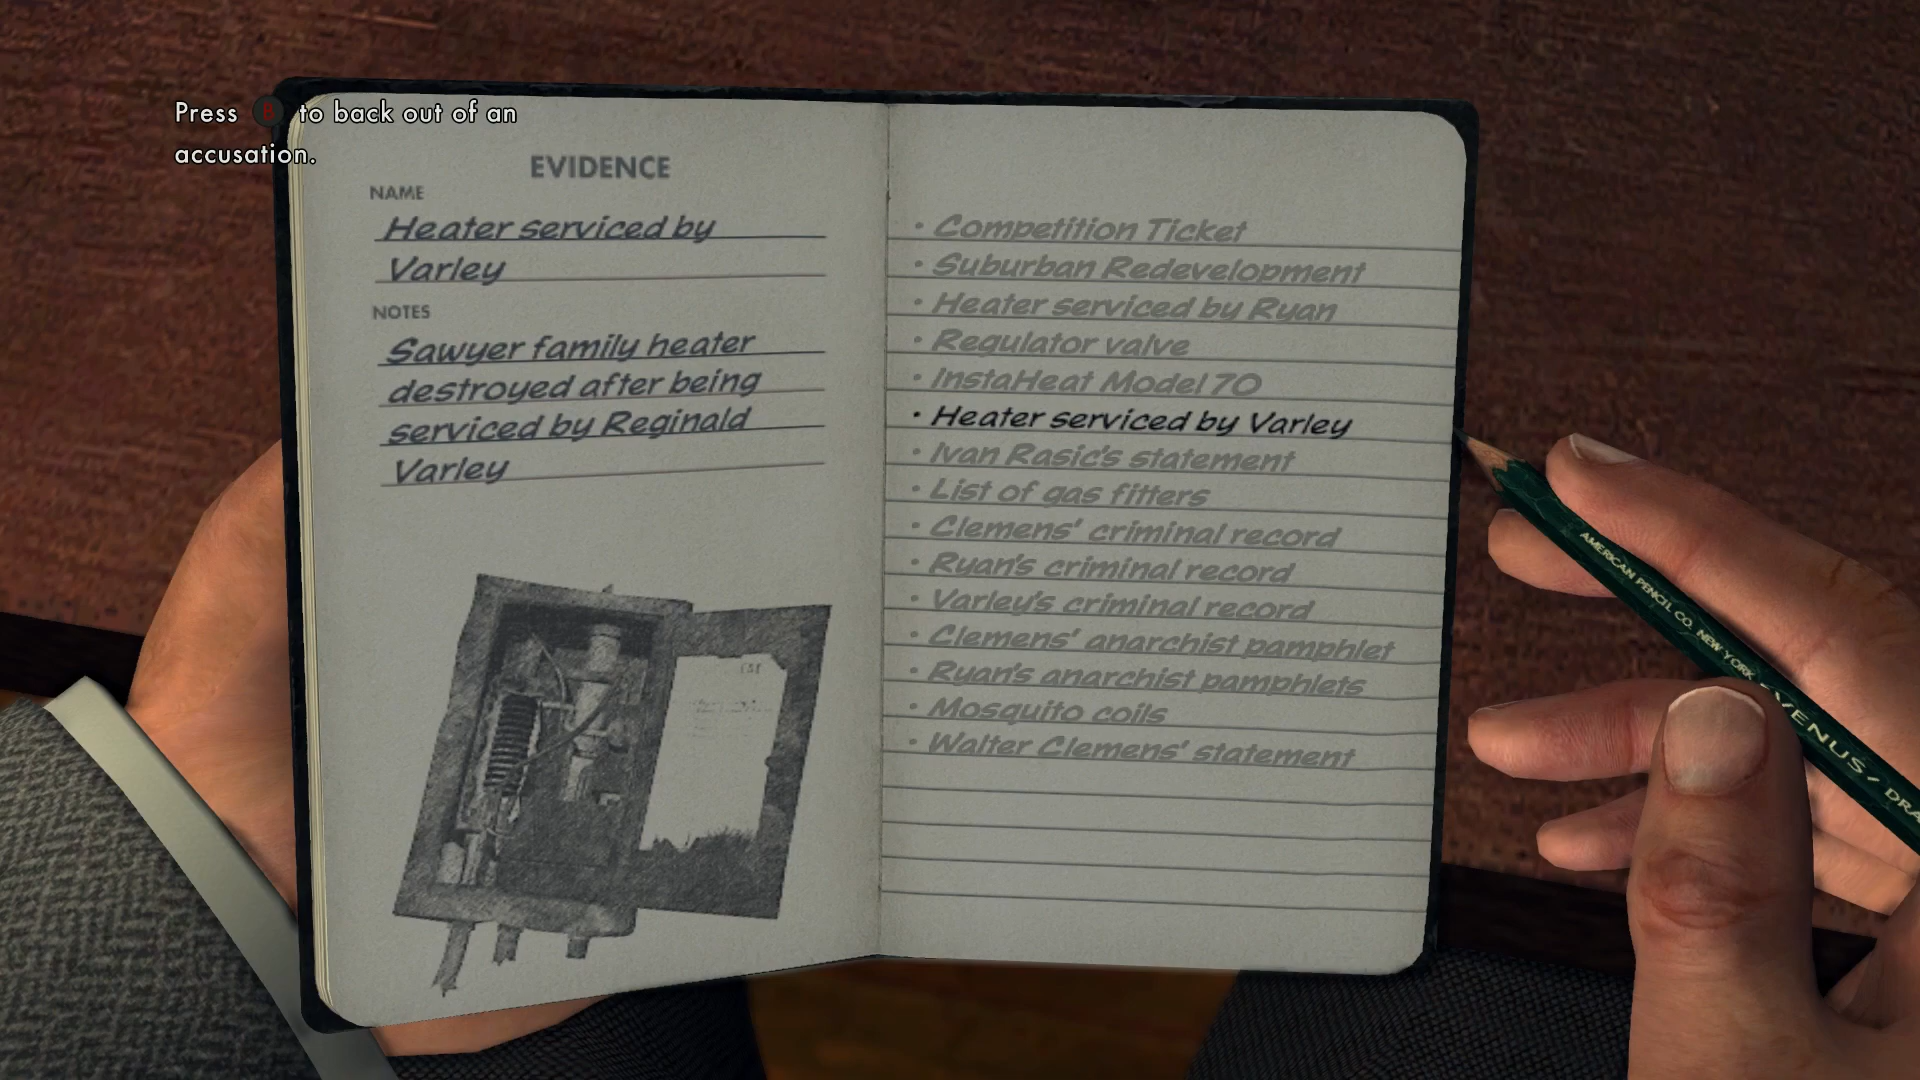 Press B to back out of an
accusation.
EVIDENCE
NAME
Heater serviced by
Varley
NOTES
Sawyer family heater
destroyed after being
serviced by Reginald
Varley
• Competition Ticket
• Suburban Redevelopment
• Heater serviced by Ryan
• Regulator valve
• InstaHeat Model 70
• Heater serviced by Varley
• Ivan Rasic's statement
• List of gas fitters
• Clemens' criminal record
• Ryan's criminal record
• Varley's criminal record
• Clemens' anarchist pamphlet
• Ryan's anarchist pamphlets
• Mosquito coils
• Walter Clemens' statement
AMERICAN PENCIL CO. NEW YORK VENUS DRA